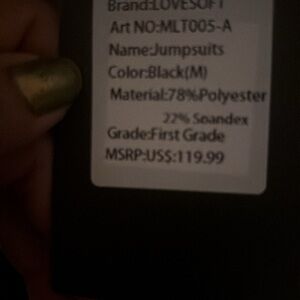 Brand:LOVESOFT
Art NO:MLT005-A
Name:Jumpsuits
Color:Black(M)
Material:78%Polyester
22% Spandex
Grade:First Grade
MSRP:US$:119.99